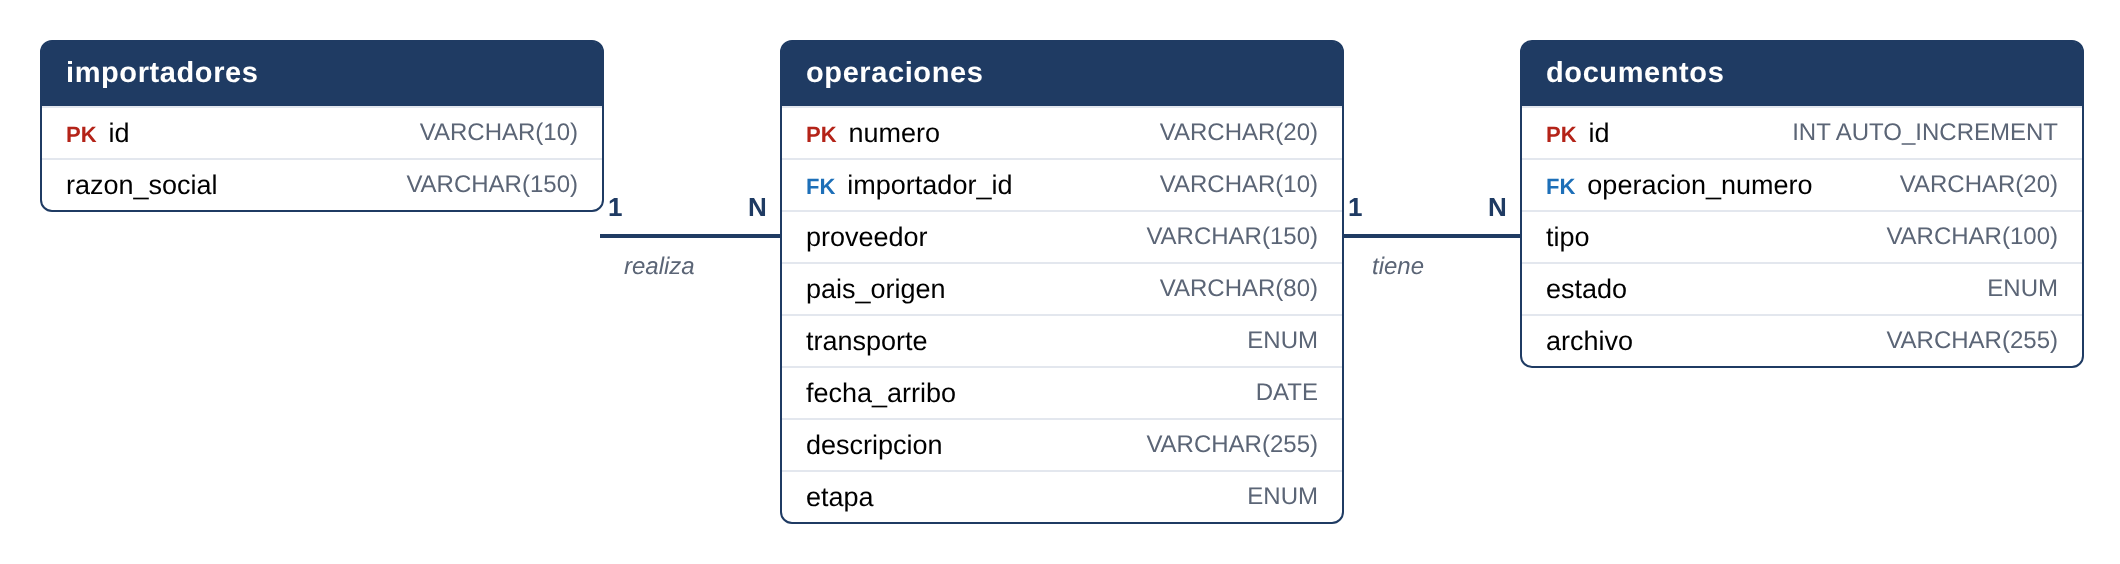 importadores
PK id VARCHAR(10)
razon_social VARCHAR(150)
1 N
realiza
operaciones
PK numero VARCHAR(20)
FK importador_id VARCHAR(10)
proveedor VARCHAR(150)
pais_origen VARCHAR(80)
transporte ENUM
fecha_arribo DATE
descripcion VARCHAR(255)
etapa ENUM
1 N
tiene
documentos
PK id INT AUTO_INCREMENT
FK operacion_numero VARCHAR(20)
tipo VARCHAR(100)
estado ENUM
archivo VARCHAR(255)